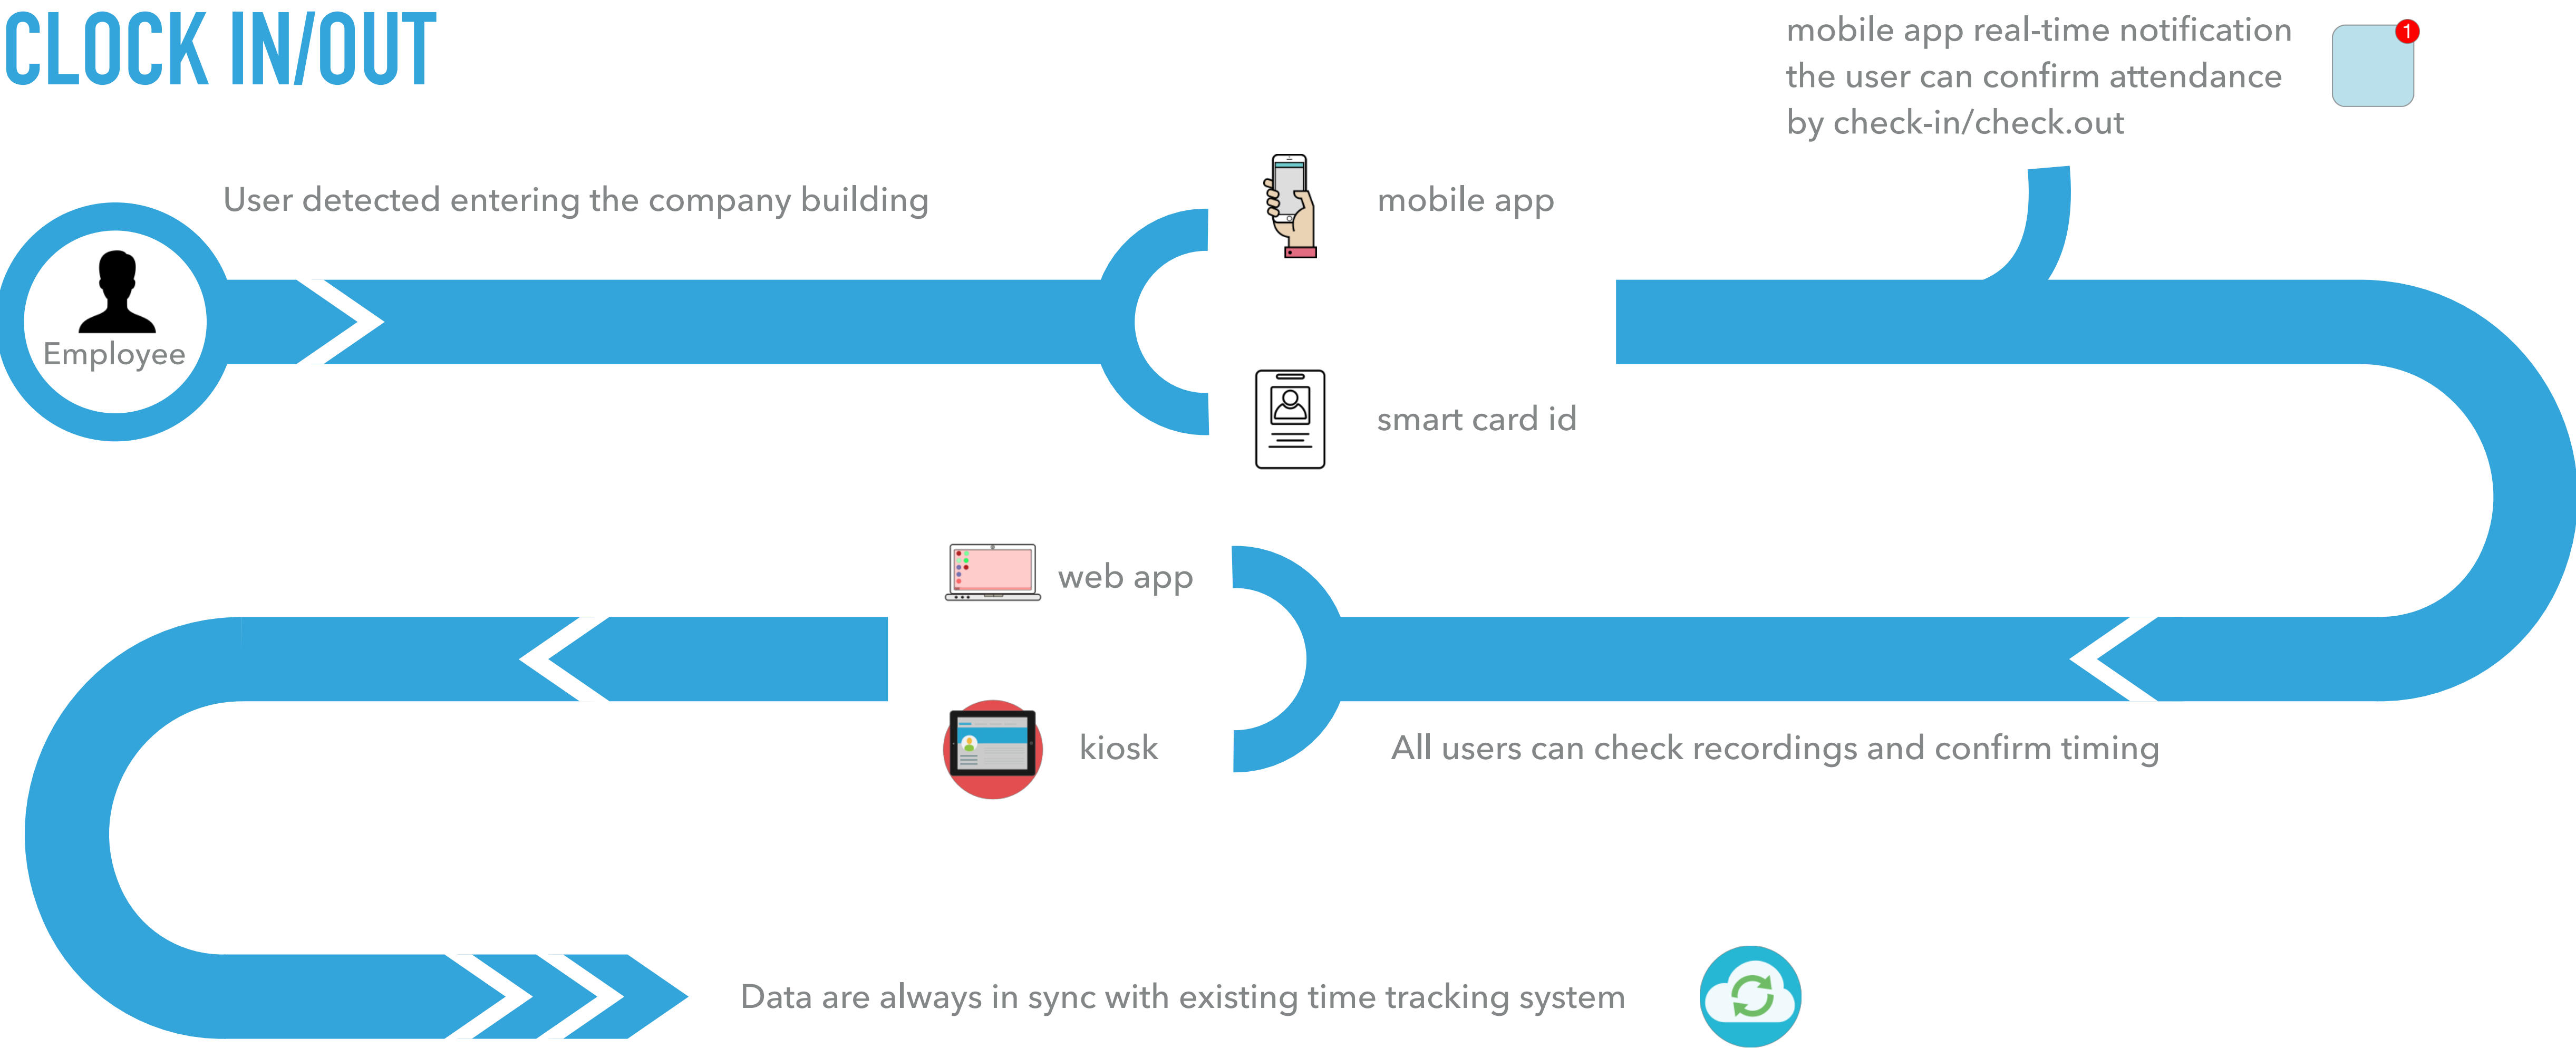 CLOCK IN/OUT
mobile app real-time notification
the user can confirm attendance
by check-in/check.out
1
User detected entering the company building
mobile app
Employee
smart card id
web app
kiosk
All users can check recordings and confirm timing
Data are always in sync with existing time tracking system